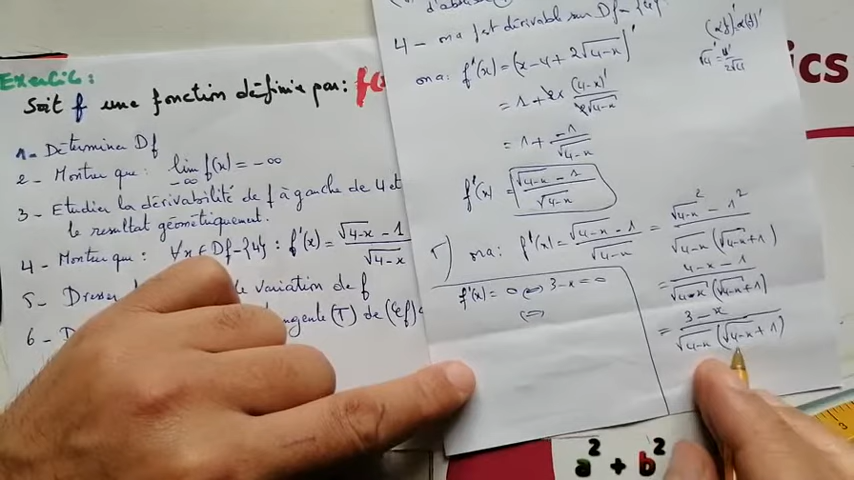 Exercice :
Soit f une fonction définie par : f(x)
1- Déterminer Df
2- Montrer que : lim f(x) = -∞
-∞
3- Etudier la dérivabilité de f à gauche de 4 et
le resultat géométriquement.
4- Montrer que : ∀x ∈ Df-{4} : f'(x) = (√(4-x) - 1)/√(4-x)
5- Dresser le variation de f
6- tangente (T) de (Cf)
4- on a f est dérivable sur Df-{4}.
on a : f'(x) = (x-4+2√(4-x))'
√u' = u'/2√u
= 1 + 2x (4-x)'/2√(4-x)
= 1 + -1/√(4-x)
f'(x) = (√(4-x) - 1)/√(4-x)
5) on a : f'(x) = (√(4-x) - 1)/√(4-x) = (√(4-x)² - 1²)/(√(4-x)(√(4-x)+1))
= (4-x-1)/(√(4-x)(√(4-x)+1))
= (3-x)/(√(4-x)(√(4-x)+1))
f'(x) = 0 ⟺ 3-x = 0
⟺
ics
a² + b²